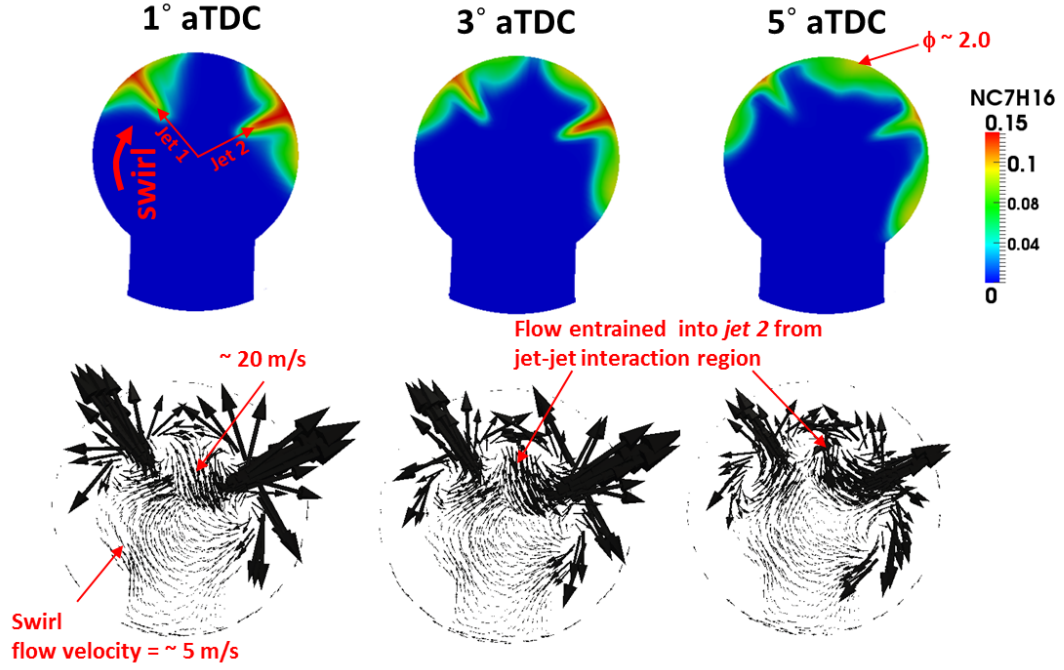 1° aTDC
3° aTDC
5° aTDC
ϕ ~ 2.0
NC7H16
0.15
0.1
0.08
0.04
0
Jet 1
Jet 2
swirl
Flow entrained into jet 2 from
jet-jet interaction region
~ 20 m/s
Swirl
flow velocity = ~ 5 m/s